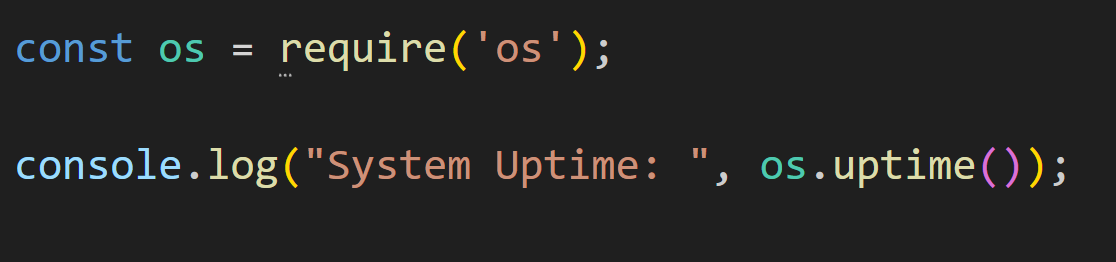 const os = require('os');
console.log("System Uptime: ", os.uptime());